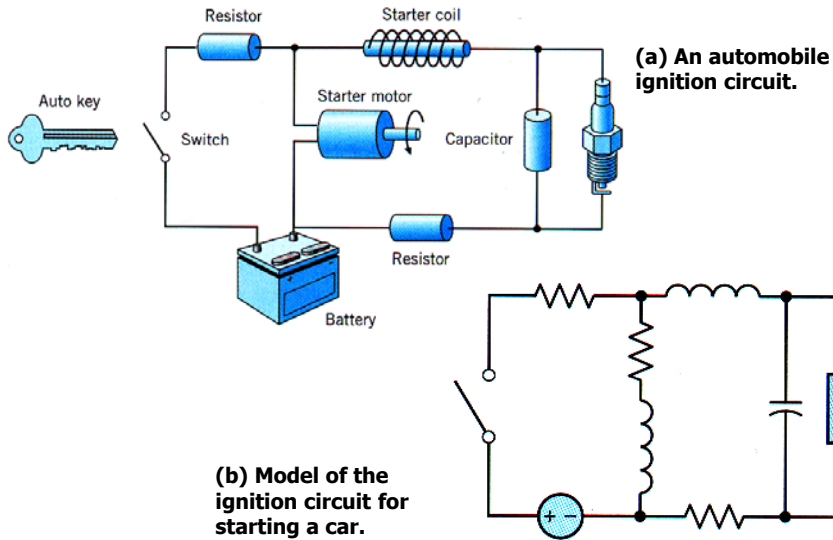 Resistor
Starter coil
(a) An automobile
ignition circuit.
Auto key
Starter motor
Switch
Capacitor
Resistor
Battery
(b) Model of the
ignition circuit for
starting a car.
+ −